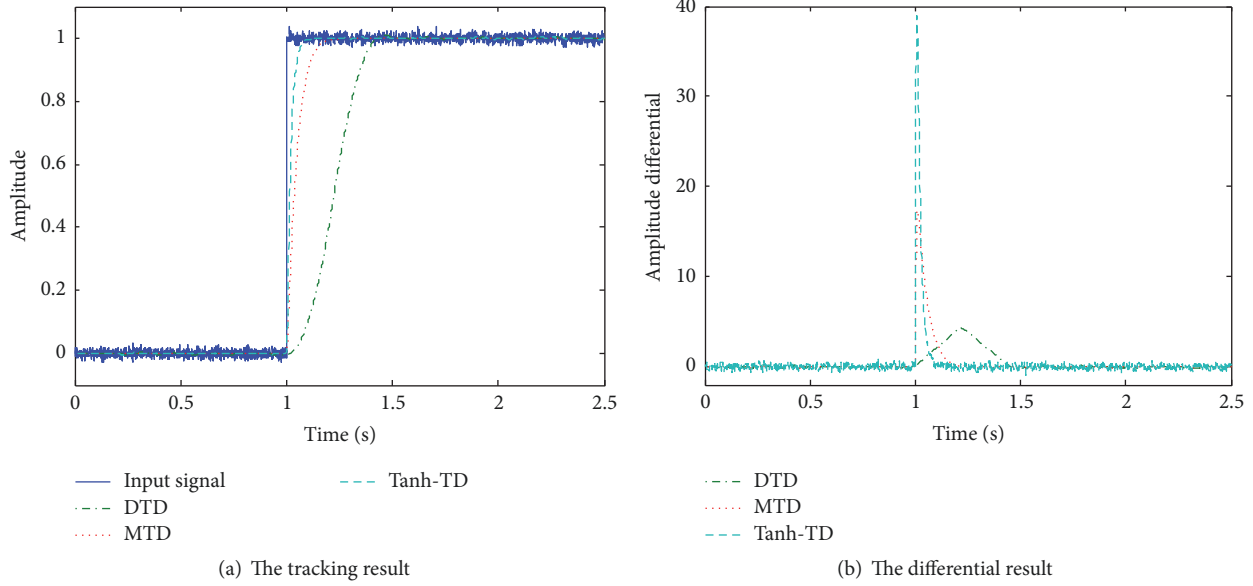 1
0.8
0.6
0.4
0.2
0
Amplitude
0 0.5 1 1.5 2 2.5
Time (s)
Input signal
DTD
MTD
Tanh-TD
(a) The tracking result
40
30
20
10
0
Amplitude differential
0 0.5 1 1.5 2 2.5
Time (s)
DTD
MTD
Tanh-TD
(b) The differential result